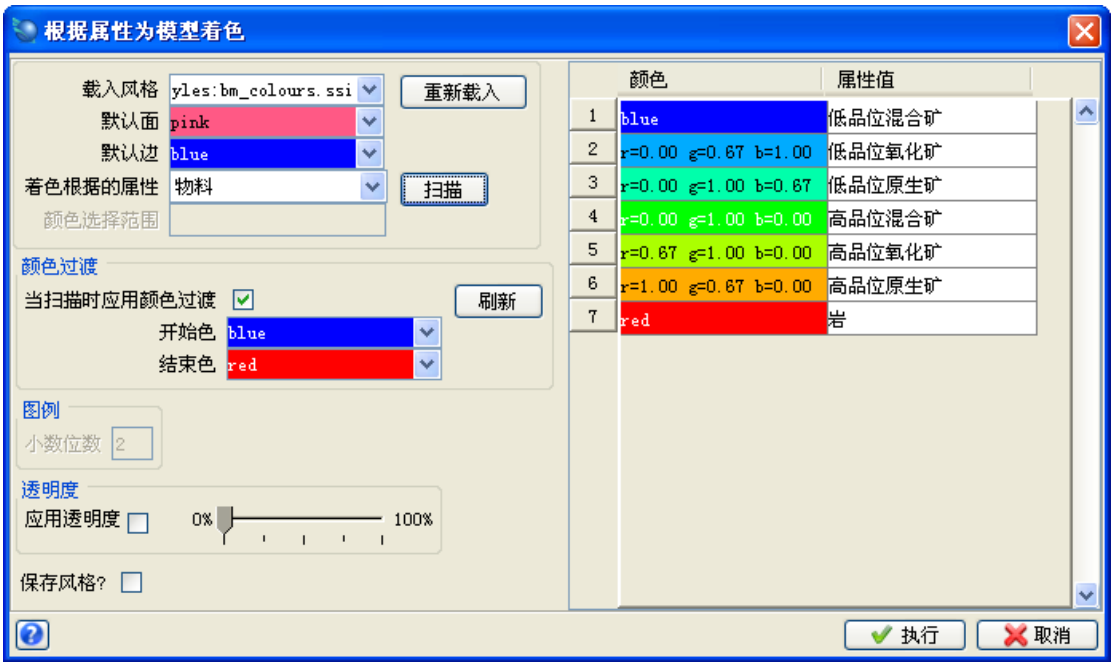 根据属性为模型着色
载入风格 yles:bm_colours.ssi 重新载入
默认面 pink
默认边 blue
着色根据的属性 物料 扫描
颜色选择范围
颜色过渡
当扫描时应用颜色过渡 刷新
开始色 blue
结束色 red
图例
小数位数 2
透明度
应用透明度 0% 100%
保存风格?
颜色 属性值
1 blue 低品位混合矿
2 r=0.00 g=0.67 b=1.00 低品位氧化矿
3 r=0.00 g=1.00 b=0.67 低品位原生矿
4 r=0.00 g=1.00 b=0.00 高品位混合矿
5 r=0.67 g=1.00 b=0.00 高品位氧化矿
6 r=1.00 g=0.67 b=0.00 高品位原生矿
7 red 岩
? 执行 取消